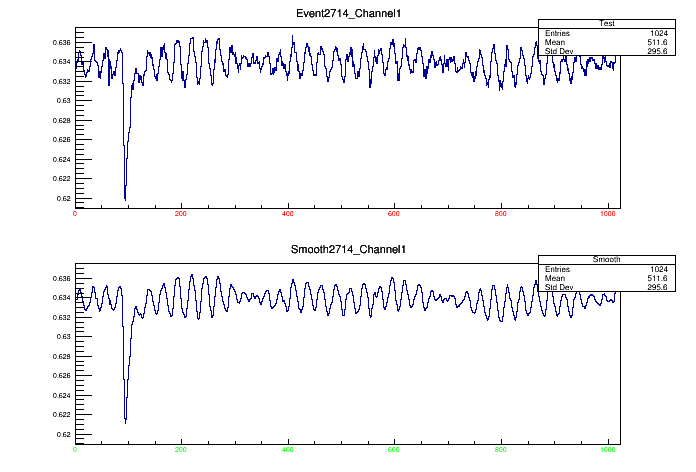 Event2714_Channel1
Test
Entries 1024
Mean 511.6
Std Dev 295.6
0.636
0.634
0.632
0.63
0.628
0.626
0.624
0.622
0.62
0 200 400 600 800 1000
Smooth2714_Channel1
Smooth
Entries 1024
Mean 511.6
Std Dev 295.6
0.636
0.634
0.632
0.63
0.628
0.626
0.624
0.622
0.62
0 200 400 600 800 1000